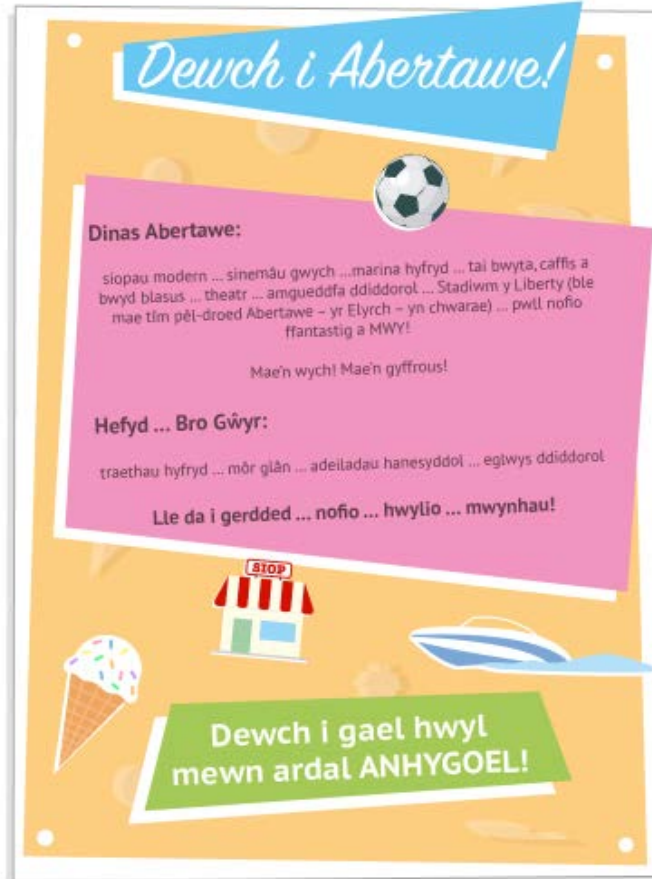 Dewch i Abertawe!
Dinas Abertawe:
siopau modern ... sinemâu gwych ...marina hyfryd ... tai bwyta, caffis a
bwyd blasus ... theatr ... amgueddfa ddiddorol ... Stadiwm y Liberty (ble
mae tîm pêl-droed Abertawe – yr Elyrch – yn chwarae) ... pwll nofio
ffantastig a MWY!
Mae'n wych! Mae'n gyffrous!
Hefyd ... Bro Gŵyr:
traethau hyfryd ... môr glân ... adeiladau hanesyddol ... eglwys ddiddorol
Lle da i gerdded ... nofio ... hwylio ... mwynhau!
SIOP
Dewch i gael hwyl
mewn ardal ANHYGOEL!